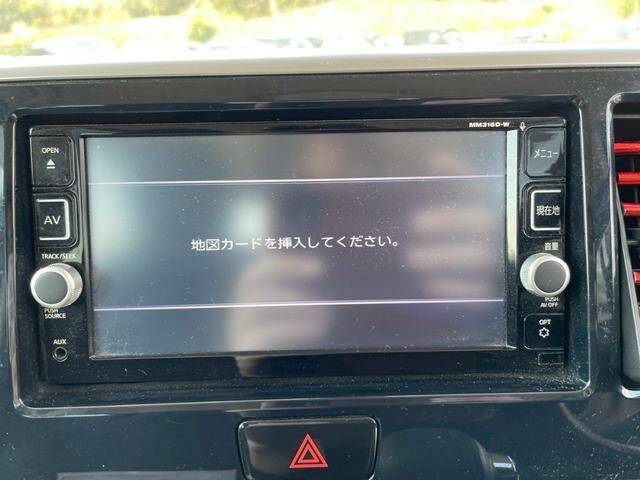 MM316D-W
OPEN
メニュー
AV
現在地
地図カードを挿入してください。
TRACK/SEEK
音量
PUSH
SOURCE
PUSH
AV OFF
AUX
OPT